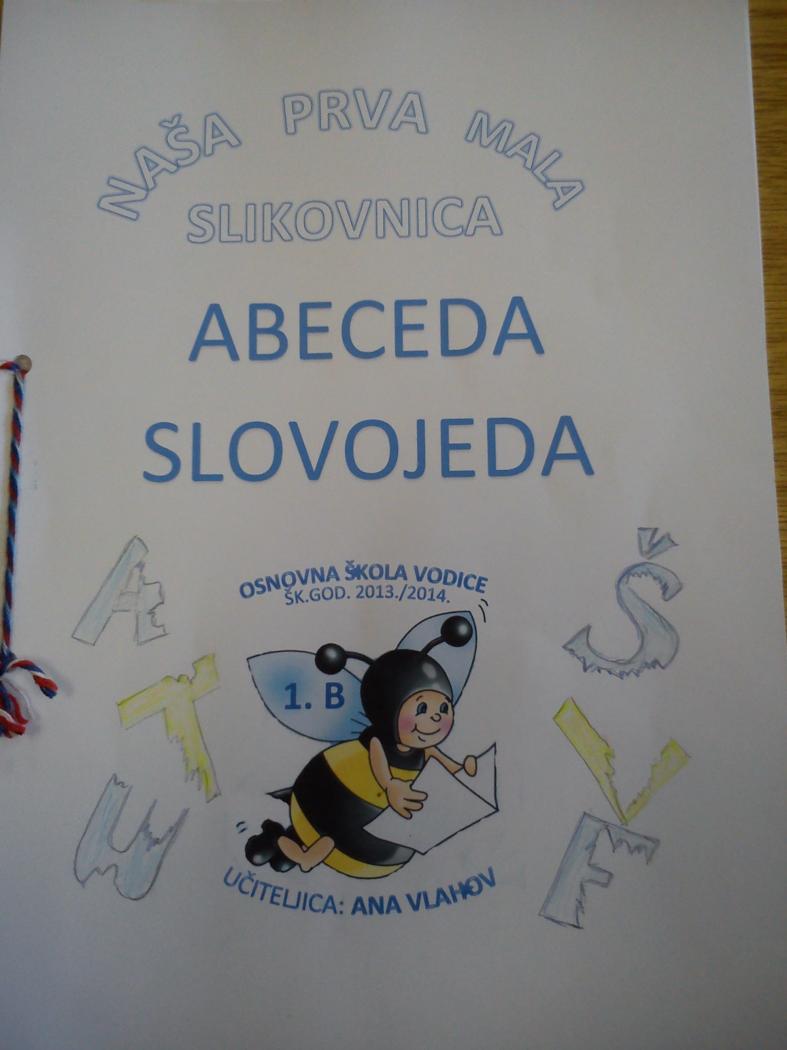 NAŠA PRVA MALA
SLIKOVNICA
ABECEDA
SLOVOJEDA
OSNOVNA ŠKOLA VODICE
ŠK.GOD. 2013./2014.
1. B
UČITELJICA: ANA VLAHOV
A
T
U
Š
L
F